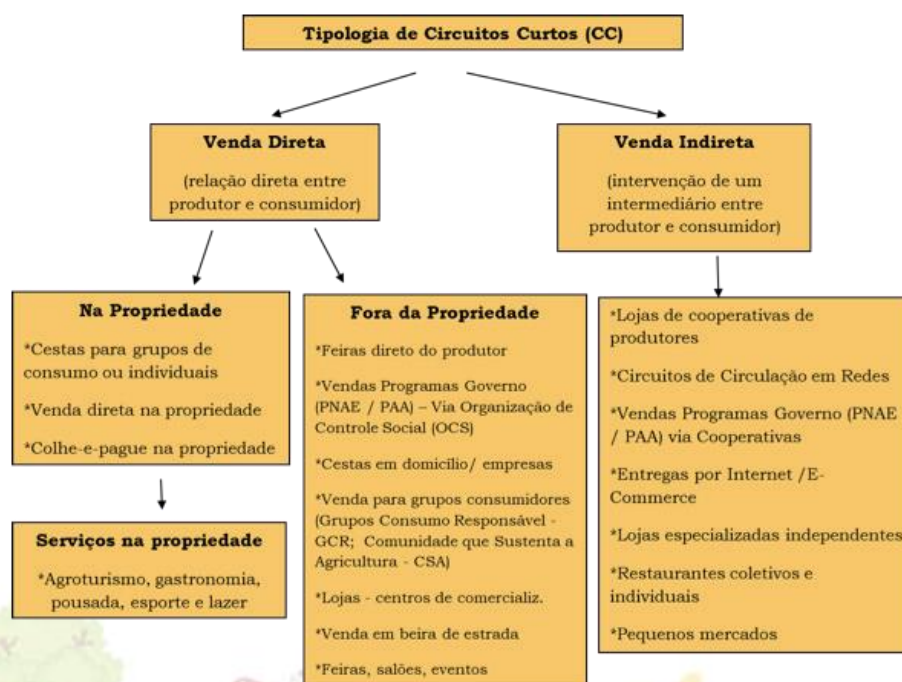 Tipologia de Circuitos Curtos (CC)
Venda Direta
(relação direta entre
produtor e consumidor)
Venda Indireta
(intervenção de um
intermediário entre
produtor e consumidor)
Na Propriedade
*Cestas para grupos de
consumo ou individuais
*Venda direta na propriedade
*Colhe-e-pague na propriedade
Serviços na propriedade
*Agroturismo, gastronomia,
pousada, esporte e lazer
Fora da Propriedade
*Feiras direto do produtor
*Vendas Programas Governo
(PNAE / PAA) – Via Organização de
Controle Social (OCS)
*Cestas em domicílio/ empresas
*Venda para grupos consumidores
(Grupos Consumo Responsável -
GCR; Comunidade que Sustenta a
Agricultura - CSA)
*Lojas - centros de comercializ.
*Venda em beira de estrada
*Feiras, salões, eventos
*Lojas de cooperativas de
produtores
*Circuitos de Circulação em Redes
*Vendas Programas Governo (PNAE
/ PAA) via Cooperativas
*Entregas por Internet /E-
Commerce
*Lojas especializadas independentes
*Restaurantes coletivos e
individuais
*Pequenos mercados